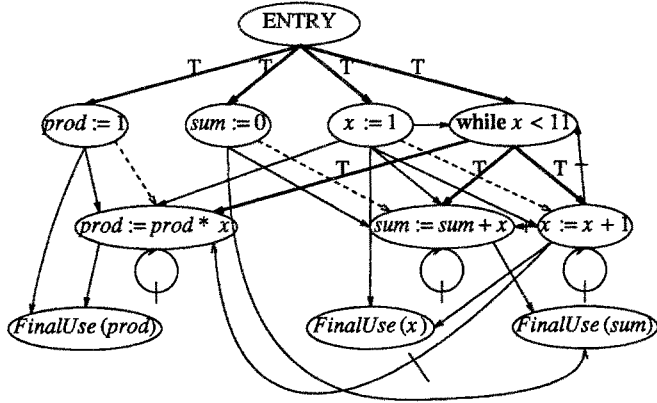 ENTRY
T T T T
prod := 1 sum := 0 x := 1 while x < 11
T T T
prod := prod * x sum := sum + x x := x + 1
FinalUse (prod) FinalUse (x) FinalUse (sum)